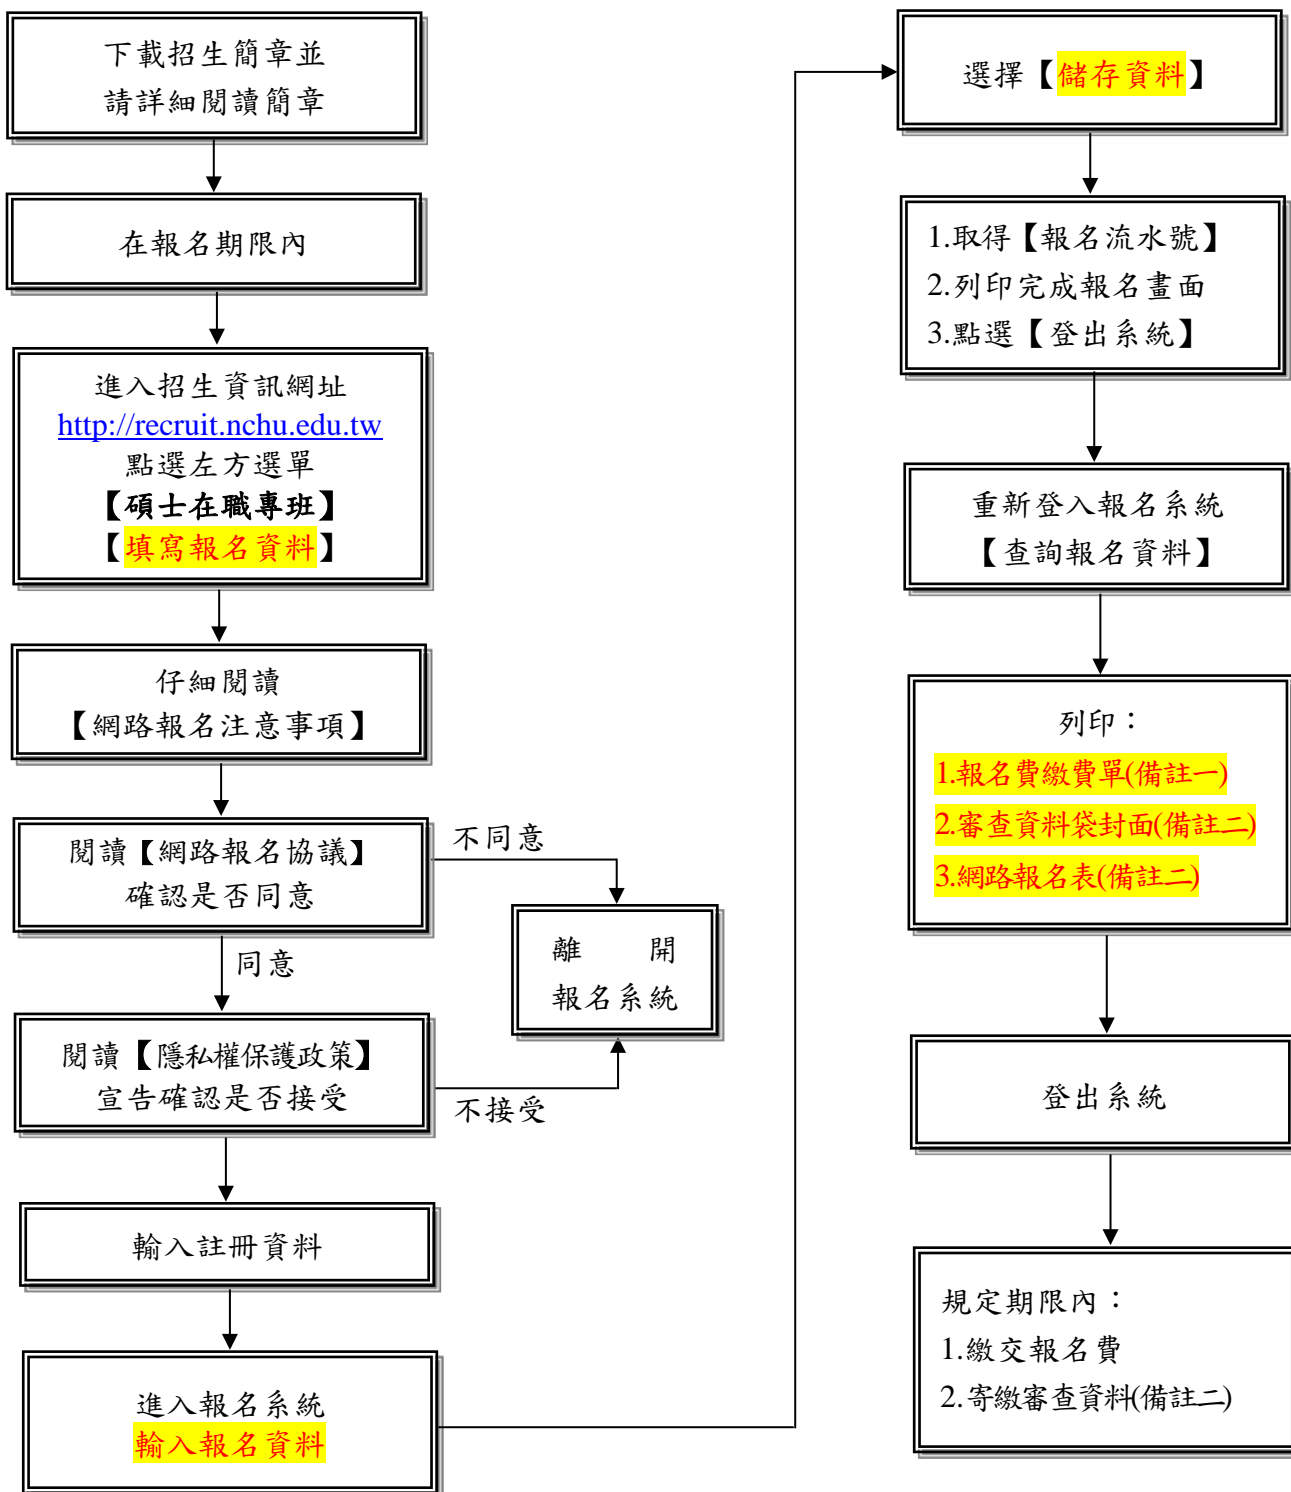 下載招生簡章並
請詳細閱讀簡章
在報名期限內
進入招生資訊網址
http://recruit.nchu.edu.tw
點選左方選單
【碩士在職專班】
【填寫報名資料】
仔細閱讀
【網路報名注意事項】
閱讀【網路報名協議】
確認是否同意
不同意
同意
離　　開
報名系統
閱讀【隱私權保護政策】
宣告確認是否接受
不接受
輸入註冊資料
進入報名系統
輸入報名資料
選擇【儲存資料】
1.取得【報名流水號】
2.列印完成報名畫面
3.點選【登出系統】
重新登入報名系統
【查詢報名資料】
列印：
1.報名費繳費單(備註一)
2.審查資料袋封面(備註二)
3.網路報名表(備註二)
登出系統
規定期限內：
1.繳交報名費
2.寄繳審查資料(備註二)